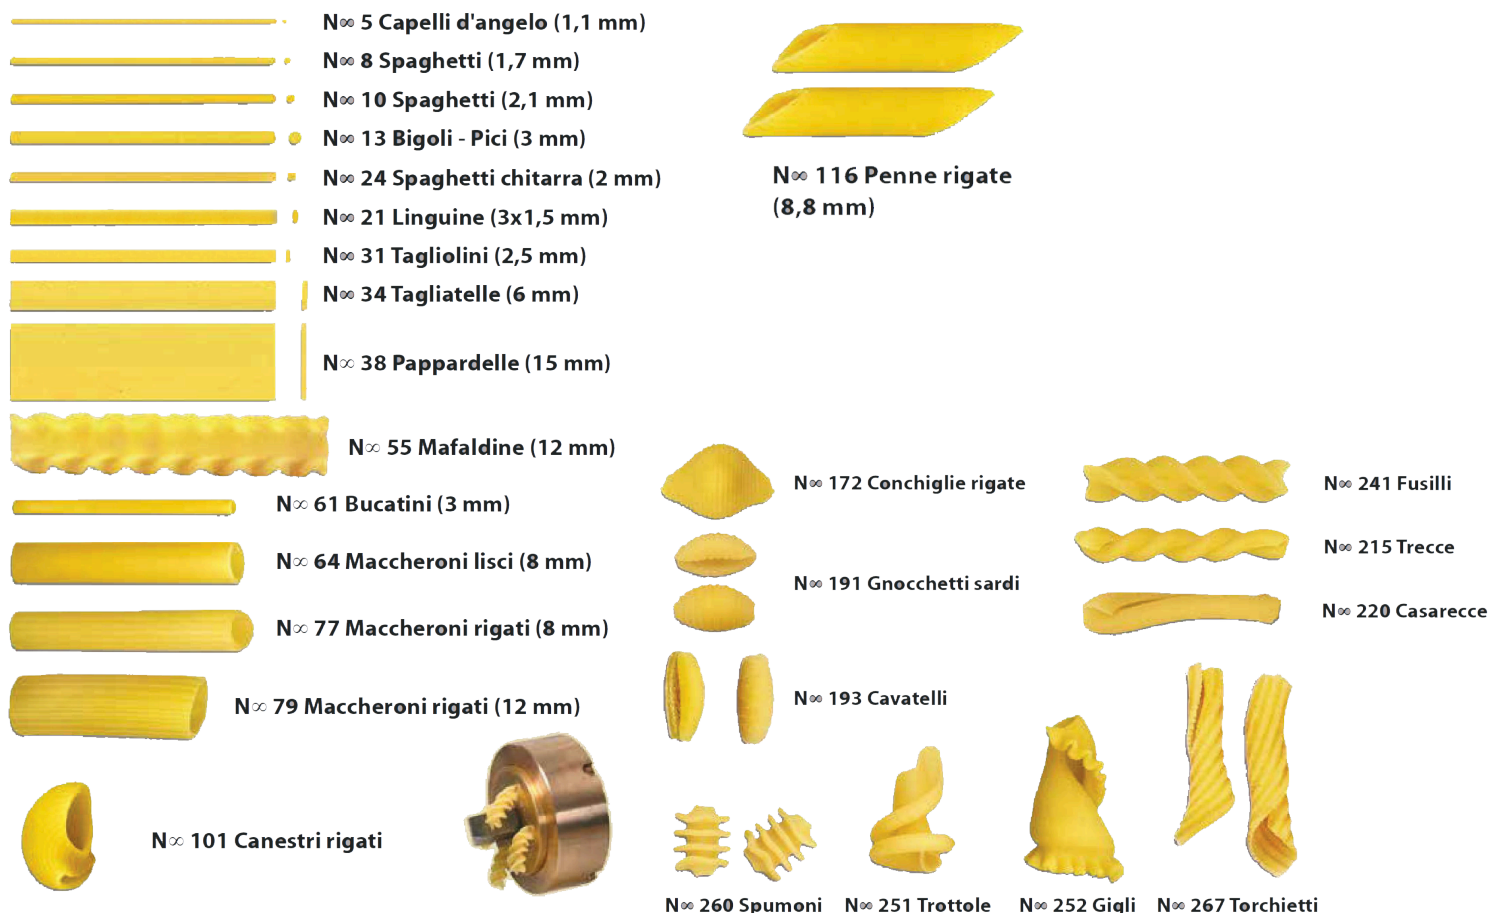 N∞ 5 Capelli d'angelo (1,1 mm)
N∞ 8 Spaghetti (1,7 mm)
N∞ 10 Spaghetti (2,1 mm)
N∞ 13 Bigoli - Pici (3 mm)
N∞ 24 Spaghetti chitarra (2 mm)
N∞ 21 Linguine (3x1,5 mm)
N∞ 31 Tagliolini (2,5 mm)
N∞ 34 Tagliatelle (6 mm)
N∞ 38 Pappardelle (15 mm)
N∞ 55 Mafaldine (12 mm)
N∞ 61 Bucatini (3 mm)
N∞ 64 Maccheroni lisci (8 mm)
N∞ 77 Maccheroni rigati (8 mm)
N∞ 79 Maccheroni rigati (12 mm)
N∞ 101 Canestri rigati
N∞ 116 Penne rigate
(8,8 mm)
N∞ 172 Conchiglie rigate
N∞ 191 Gnocchetti sardi
N∞ 193 Cavatelli
N∞ 241 Fusilli
N∞ 215 Trecce
N∞ 220 Casarecce
N∞ 260 Spumoni
N∞ 251 Trottole
N∞ 252 Gigli
N∞ 267 Torchietti